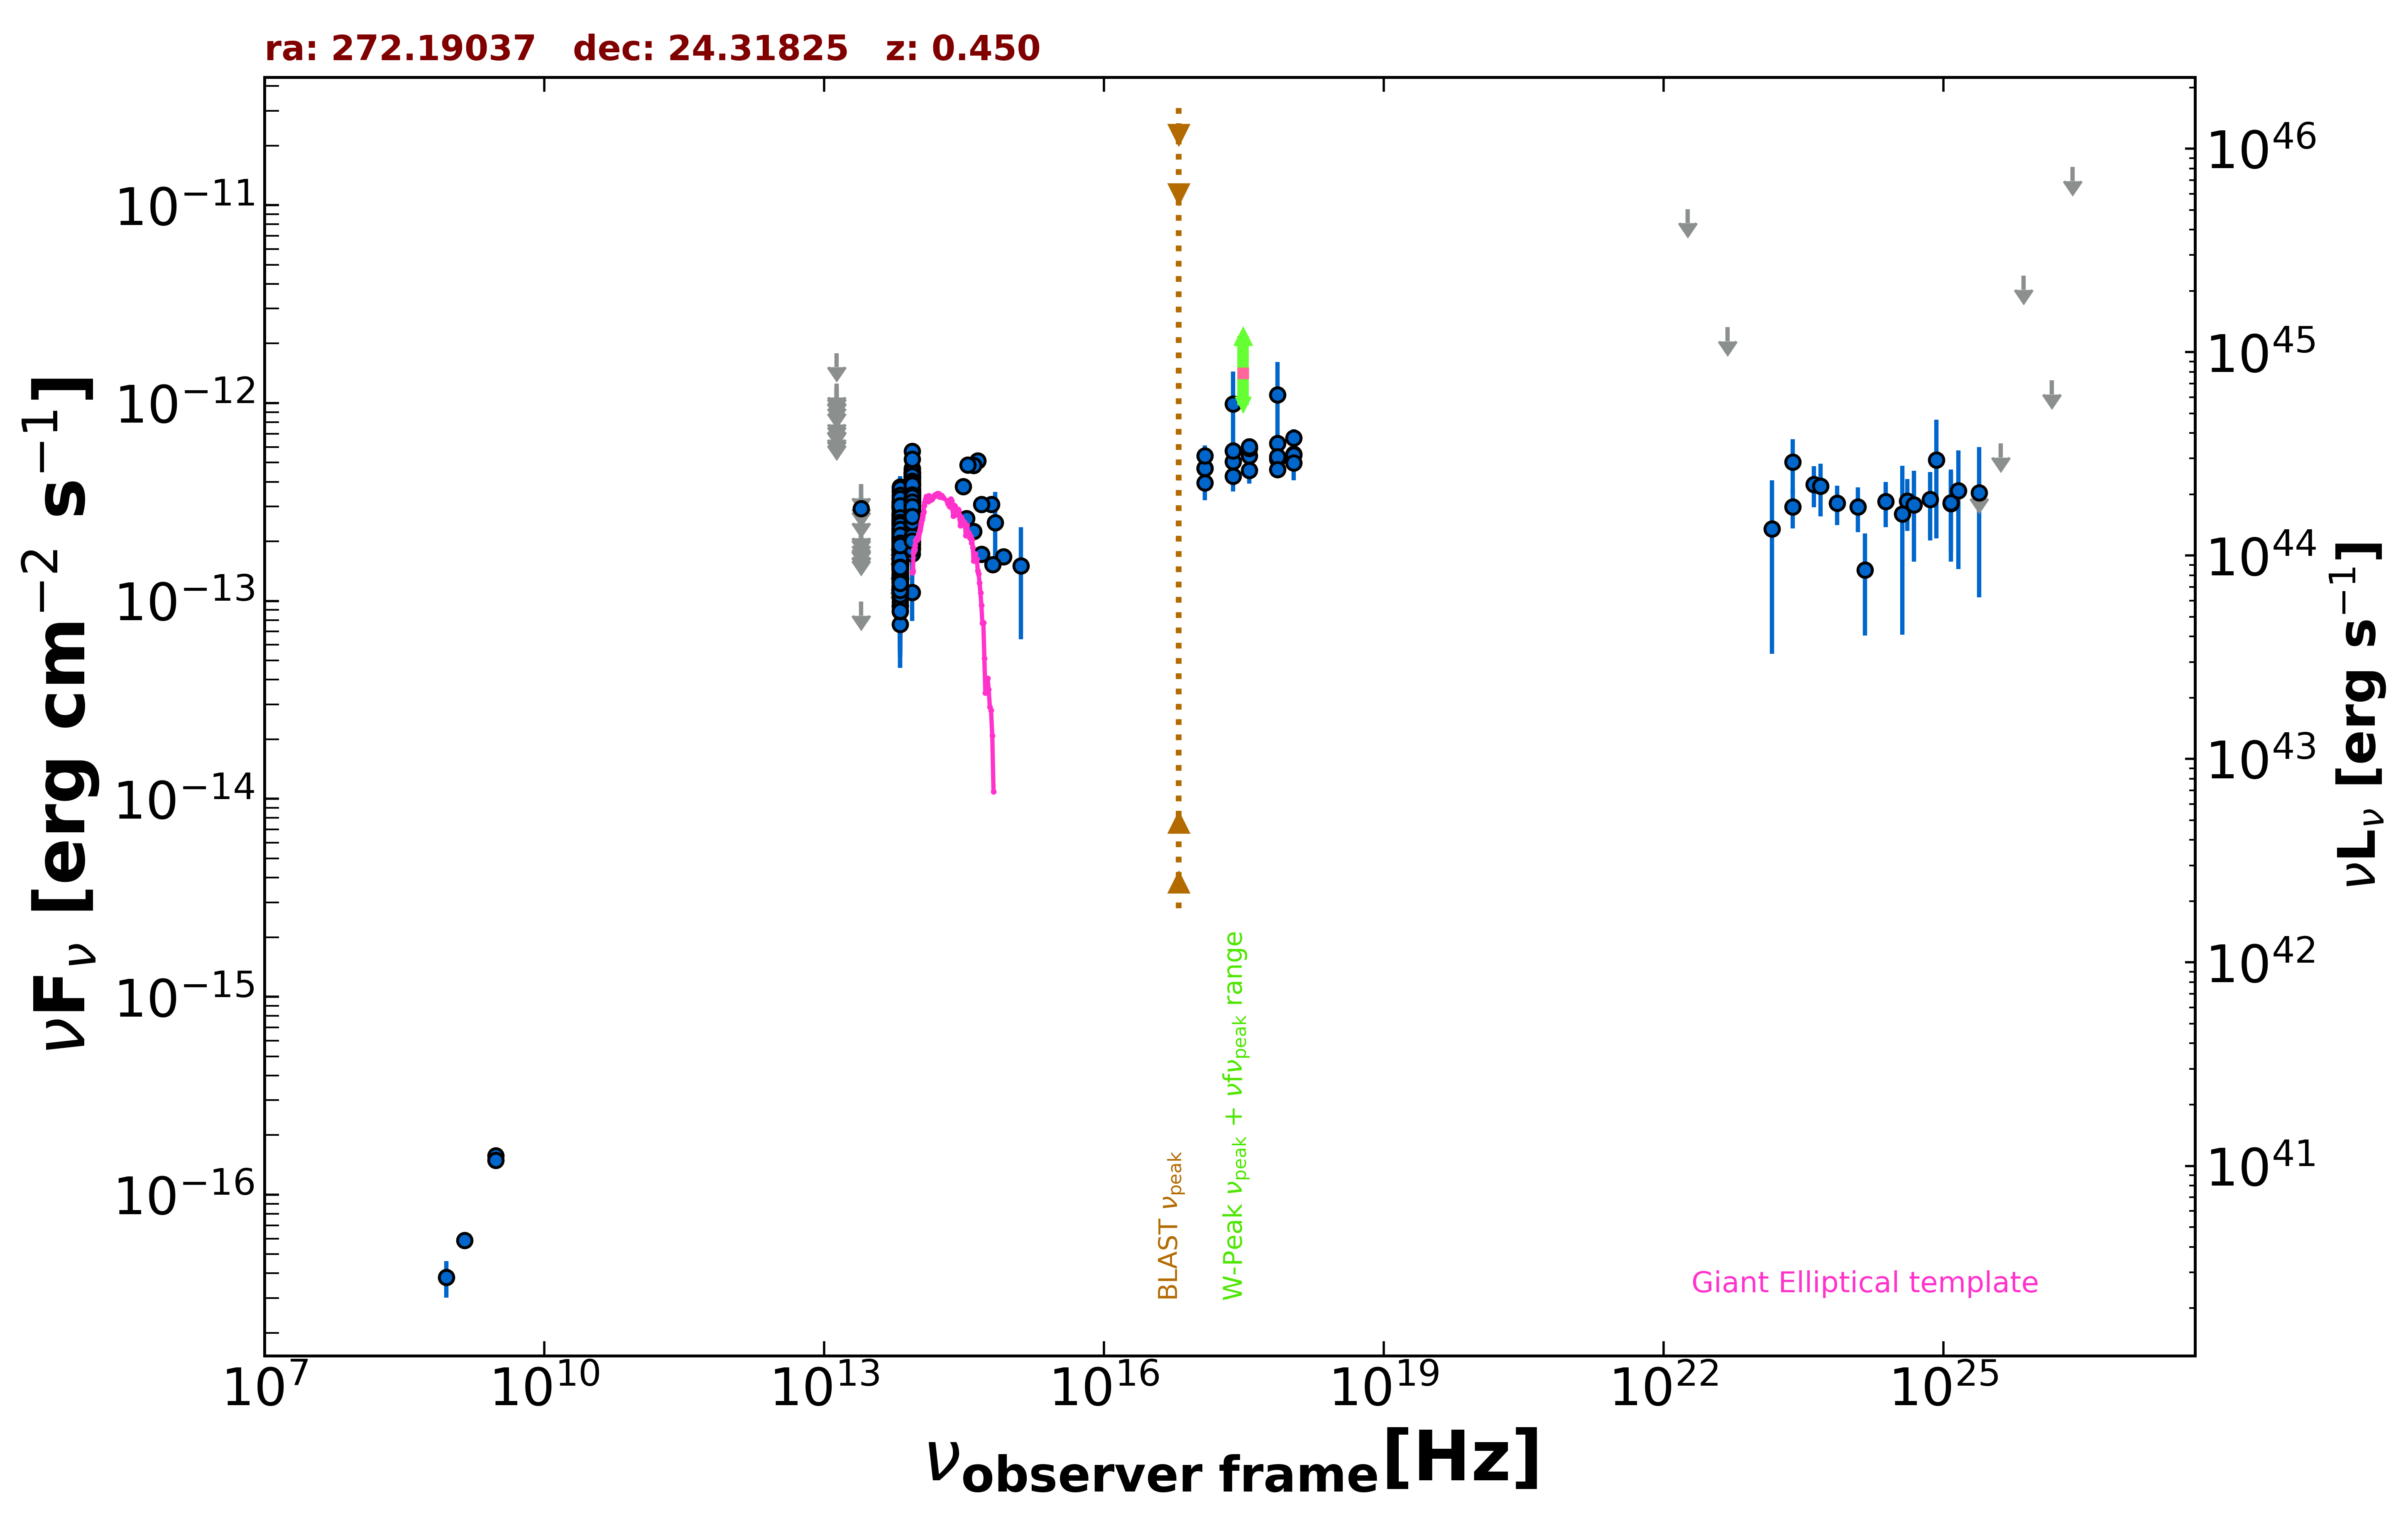 ra: 272.19037   dec: 24.31825   z: 0.450
νFν [erg cm−2 s−1]
10−11
10−12
10−13
10−14
10−15
10−16
1046
1045
1044
1043
1042
1041
νLν [erg s−1]
BLAST νpeak
W-Peak νpeak + νfνpeak range
Giant Elliptical template
107
1010
1013
1016
1019
1022
1025
νobserver frame[Hz]